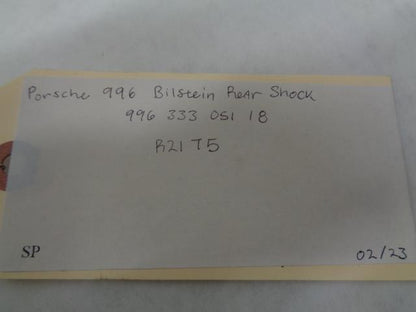 Porsche 996 Bilstein Rear Shock
996 333 051 18
R21 T5
SP
02/23